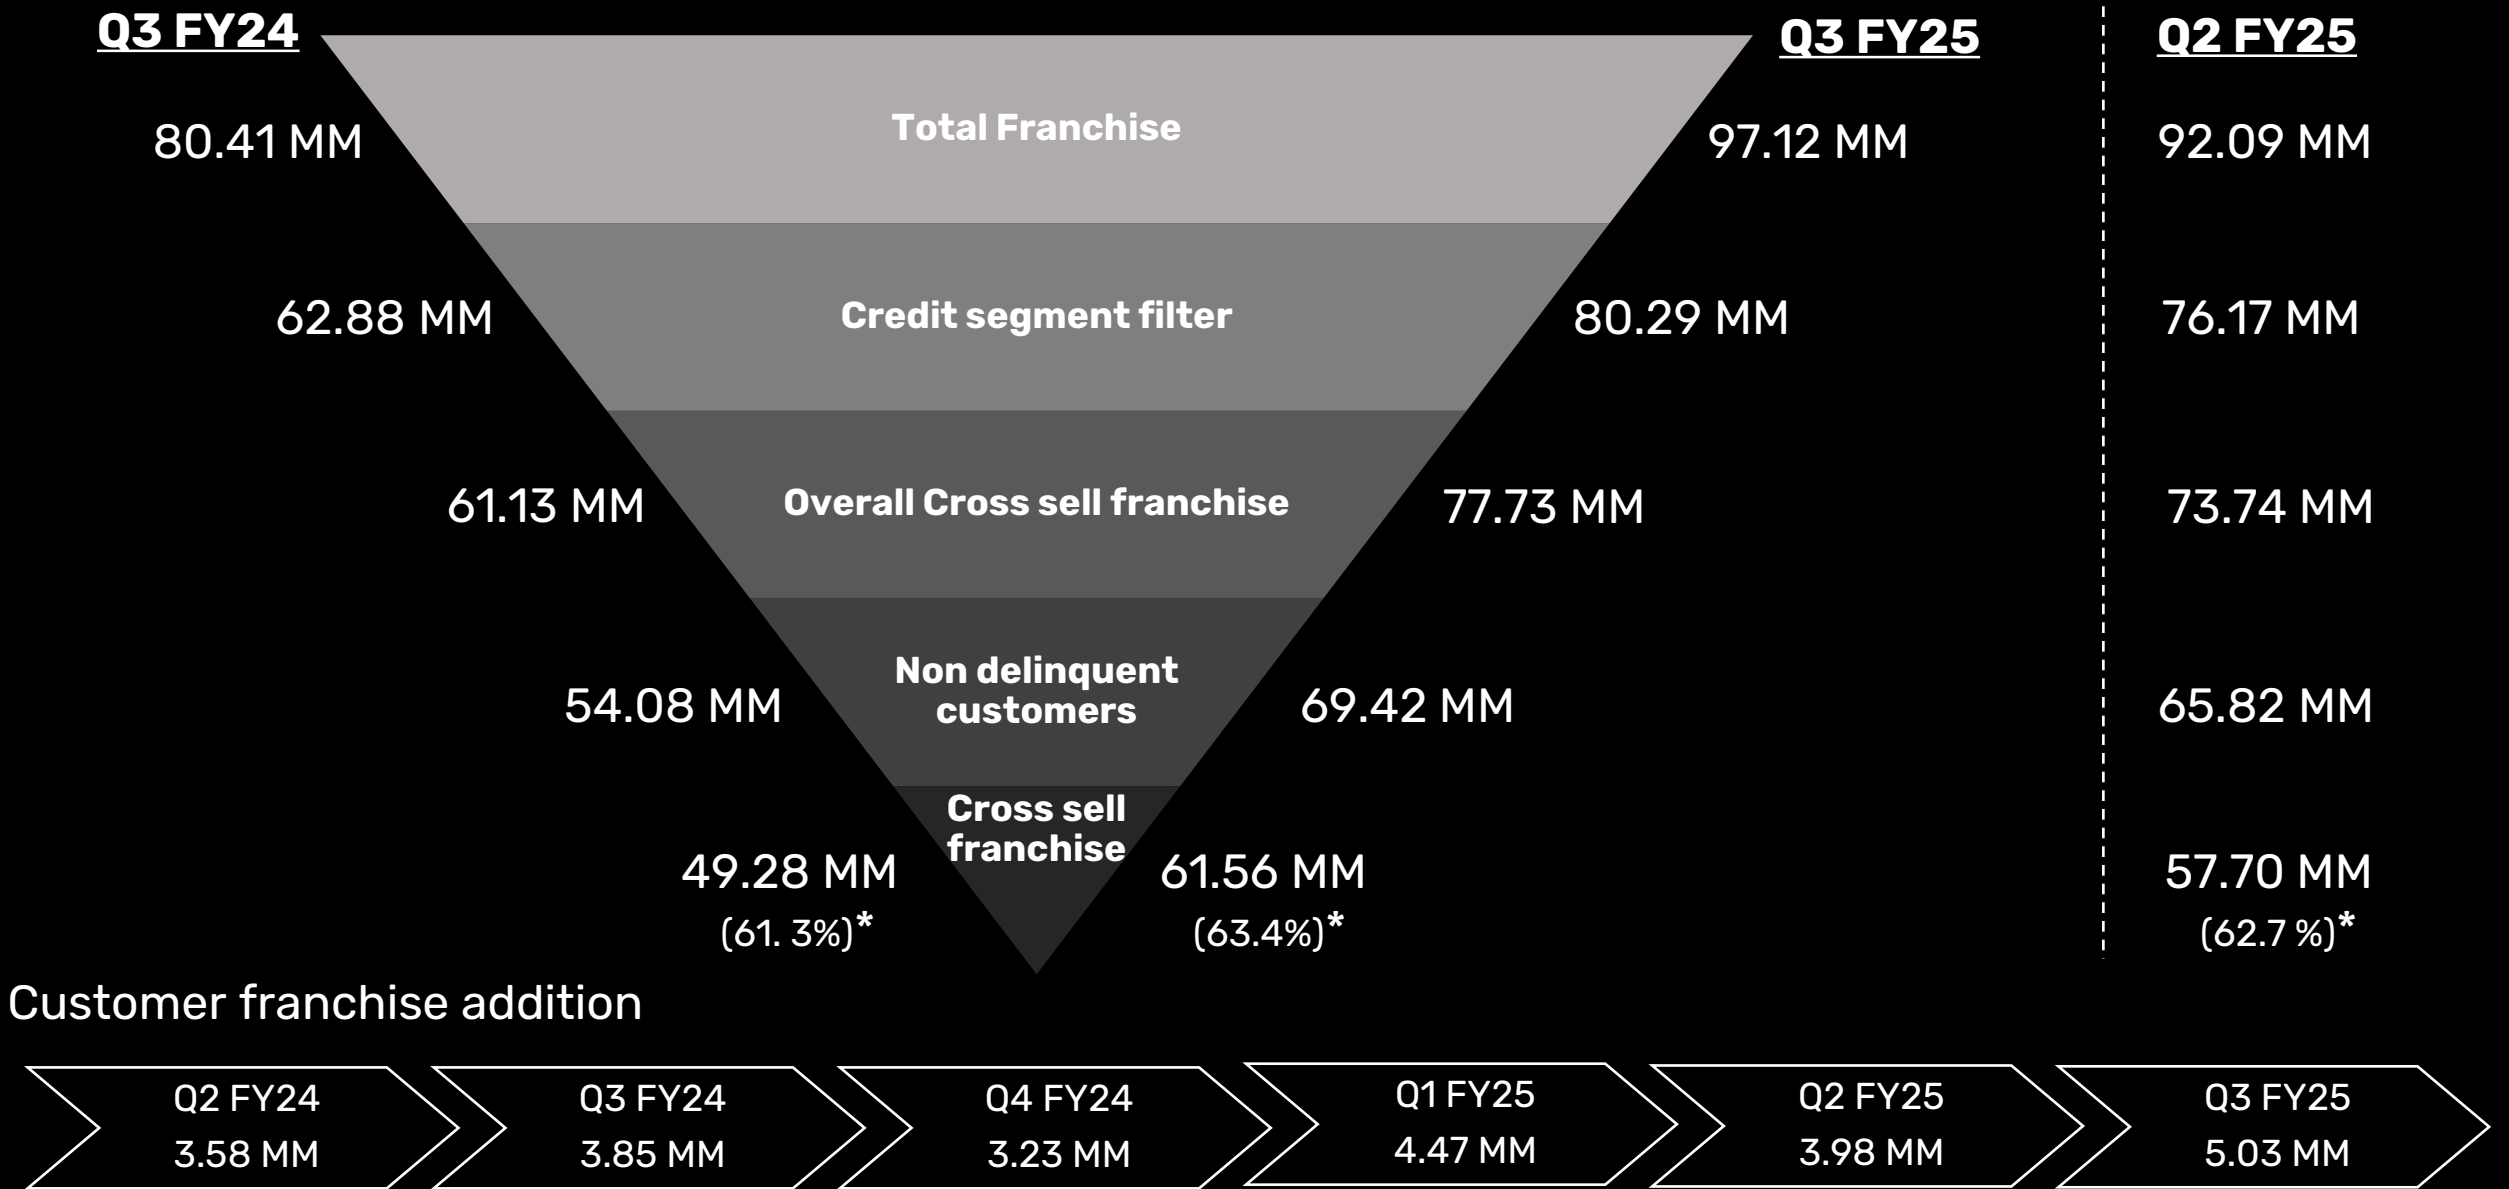 Q3 FY24
Q3 FY25
Q2 FY25
80.41 MM
Total Franchise
97.12 MM
92.09 MM
62.88 MM
Credit segment filter
80.29 MM
76.17 MM
61.13 MM
Overall Cross sell franchise
77.73 MM
73.74 MM
54.08 MM
Non delinquent
customers
69.42 MM
65.82 MM
Cross sell
franchise
49.28 MM
(61. 3%)*
61.56 MM
(63.4%)*
57.70 MM
(62.7 %)*
Customer franchise addition
Q2 FY24
3.58 MM
Q3 FY24
3.85 MM
Q4 FY24
3.23 MM
Q1 FY25
4.47 MM
Q2 FY25
3.98 MM
Q3 FY25
5.03 MM